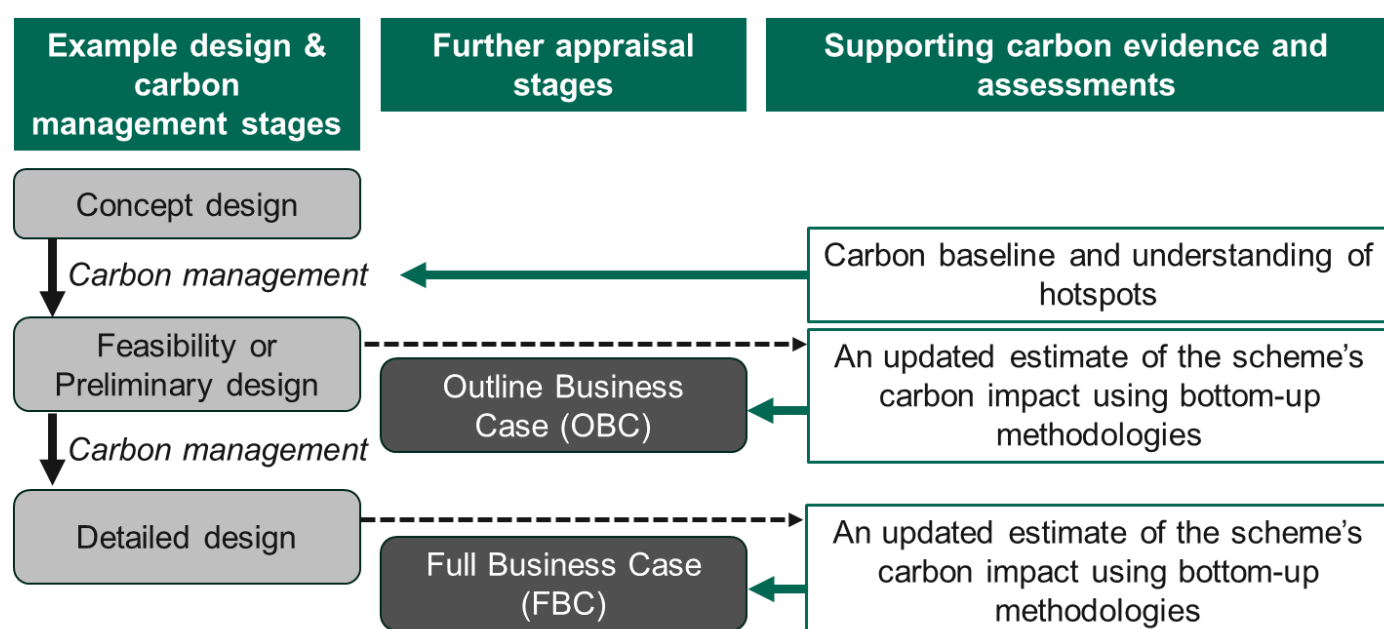 Example design &
carbon
management stages
Further appraisal
stages
Supporting carbon evidence and
assessments
Concept design
Carbon management
Carbon baseline and understanding of
hotspots
Feasibility or
Preliminary design
Outline Business
Case (OBC)
An updated estimate of the scheme’s
carbon impact using bottom-up
methodologies
Carbon management
Detailed design
Full Business Case
(FBC)
An updated estimate of the scheme’s
carbon impact using bottom-up
methodologies